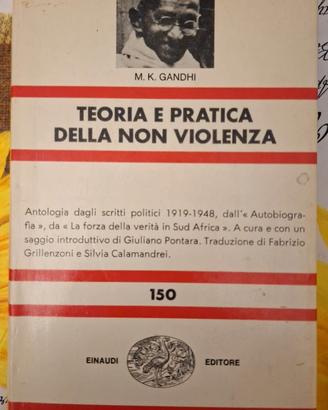 M. K. GANDHI
TEORIA E PRATICA
DELLA NON VIOLENZA
Antologia dagli scritti politici 1919-1948, dall'« Autobiogra-
fia », da « La forza della verità in Sud Africa ». A cura e con un
saggio introduttivo di Giuliano Pontara. Traduzione di Fabrizio
Grillenzoni e Silvia Calamandrei.
150
EINAUDI EDITORE